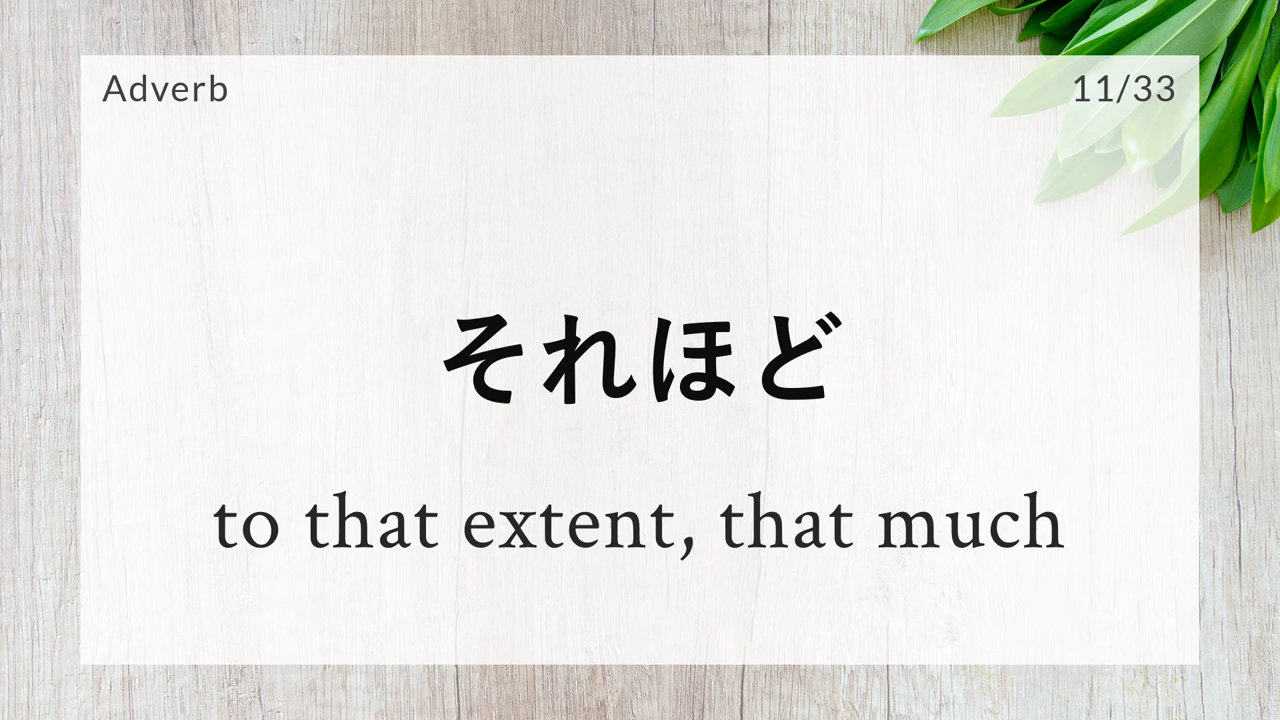 Adverb
11/33
それほど
to that extent, that much